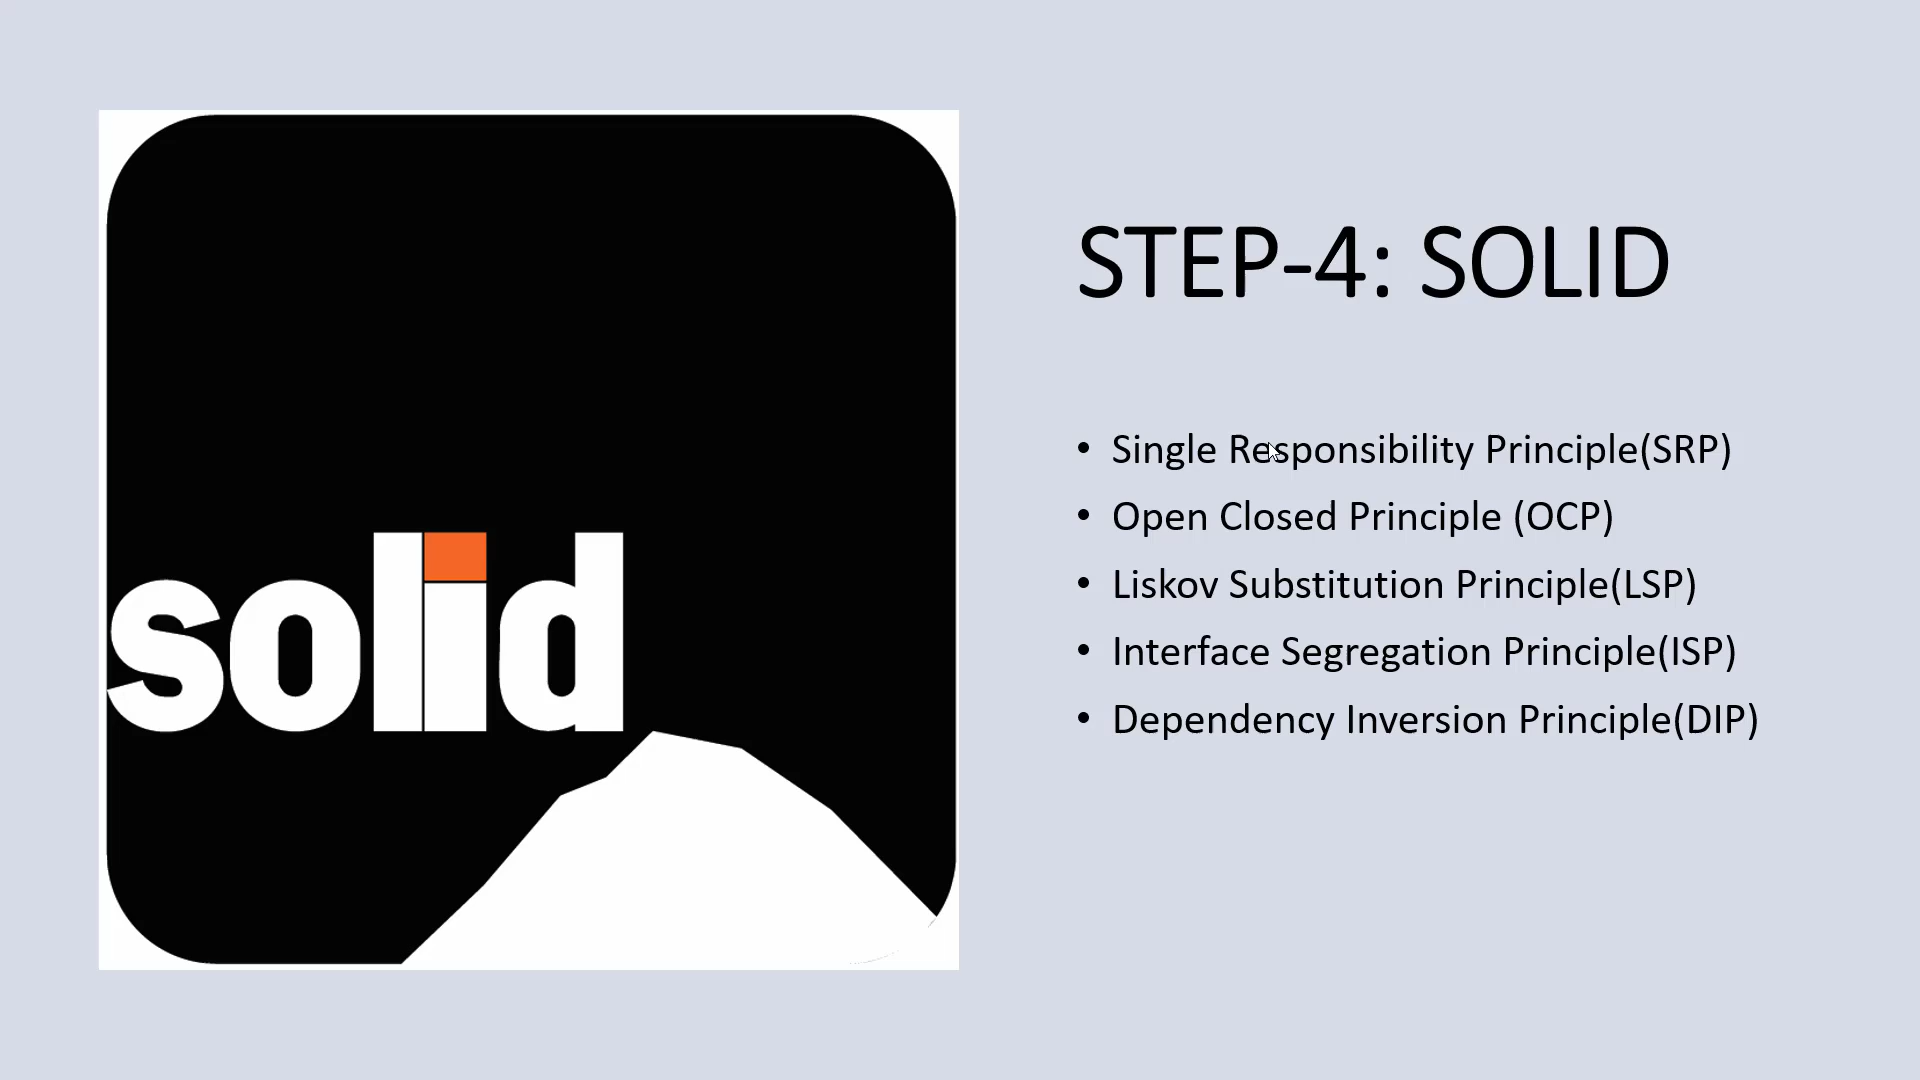 solid
STEP-4: SOLID
• Single Responsibility Principle(SRP)
• Open Closed Principle (OCP)
• Liskov Substitution Principle(LSP)
• Interface Segregation Principle(ISP)
• Dependency Inversion Principle(DIP)